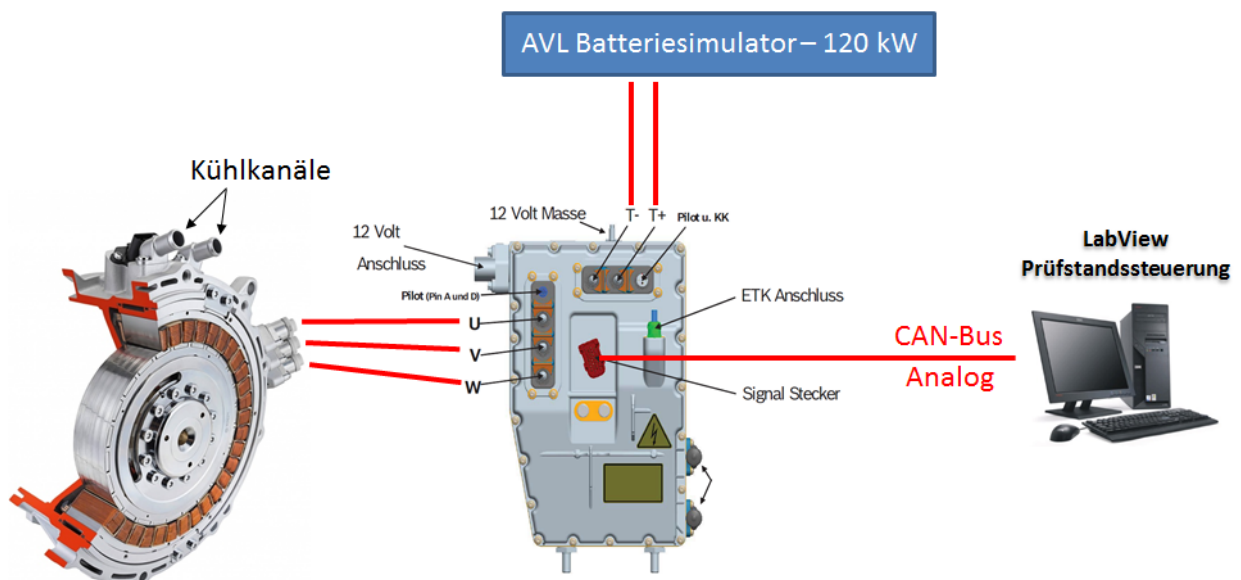 AVL Batteriesimulator – 120 kW
Kühlkanäle
12 Volt Masse
T- T+ Pilot u. KK
12 Volt
Anschluss
Pilot (Pin A und D)
U
V
W
ETK Anschluss
Signal Stecker
CAN-Bus
Analog
LabView
Prüfstandssteuerung